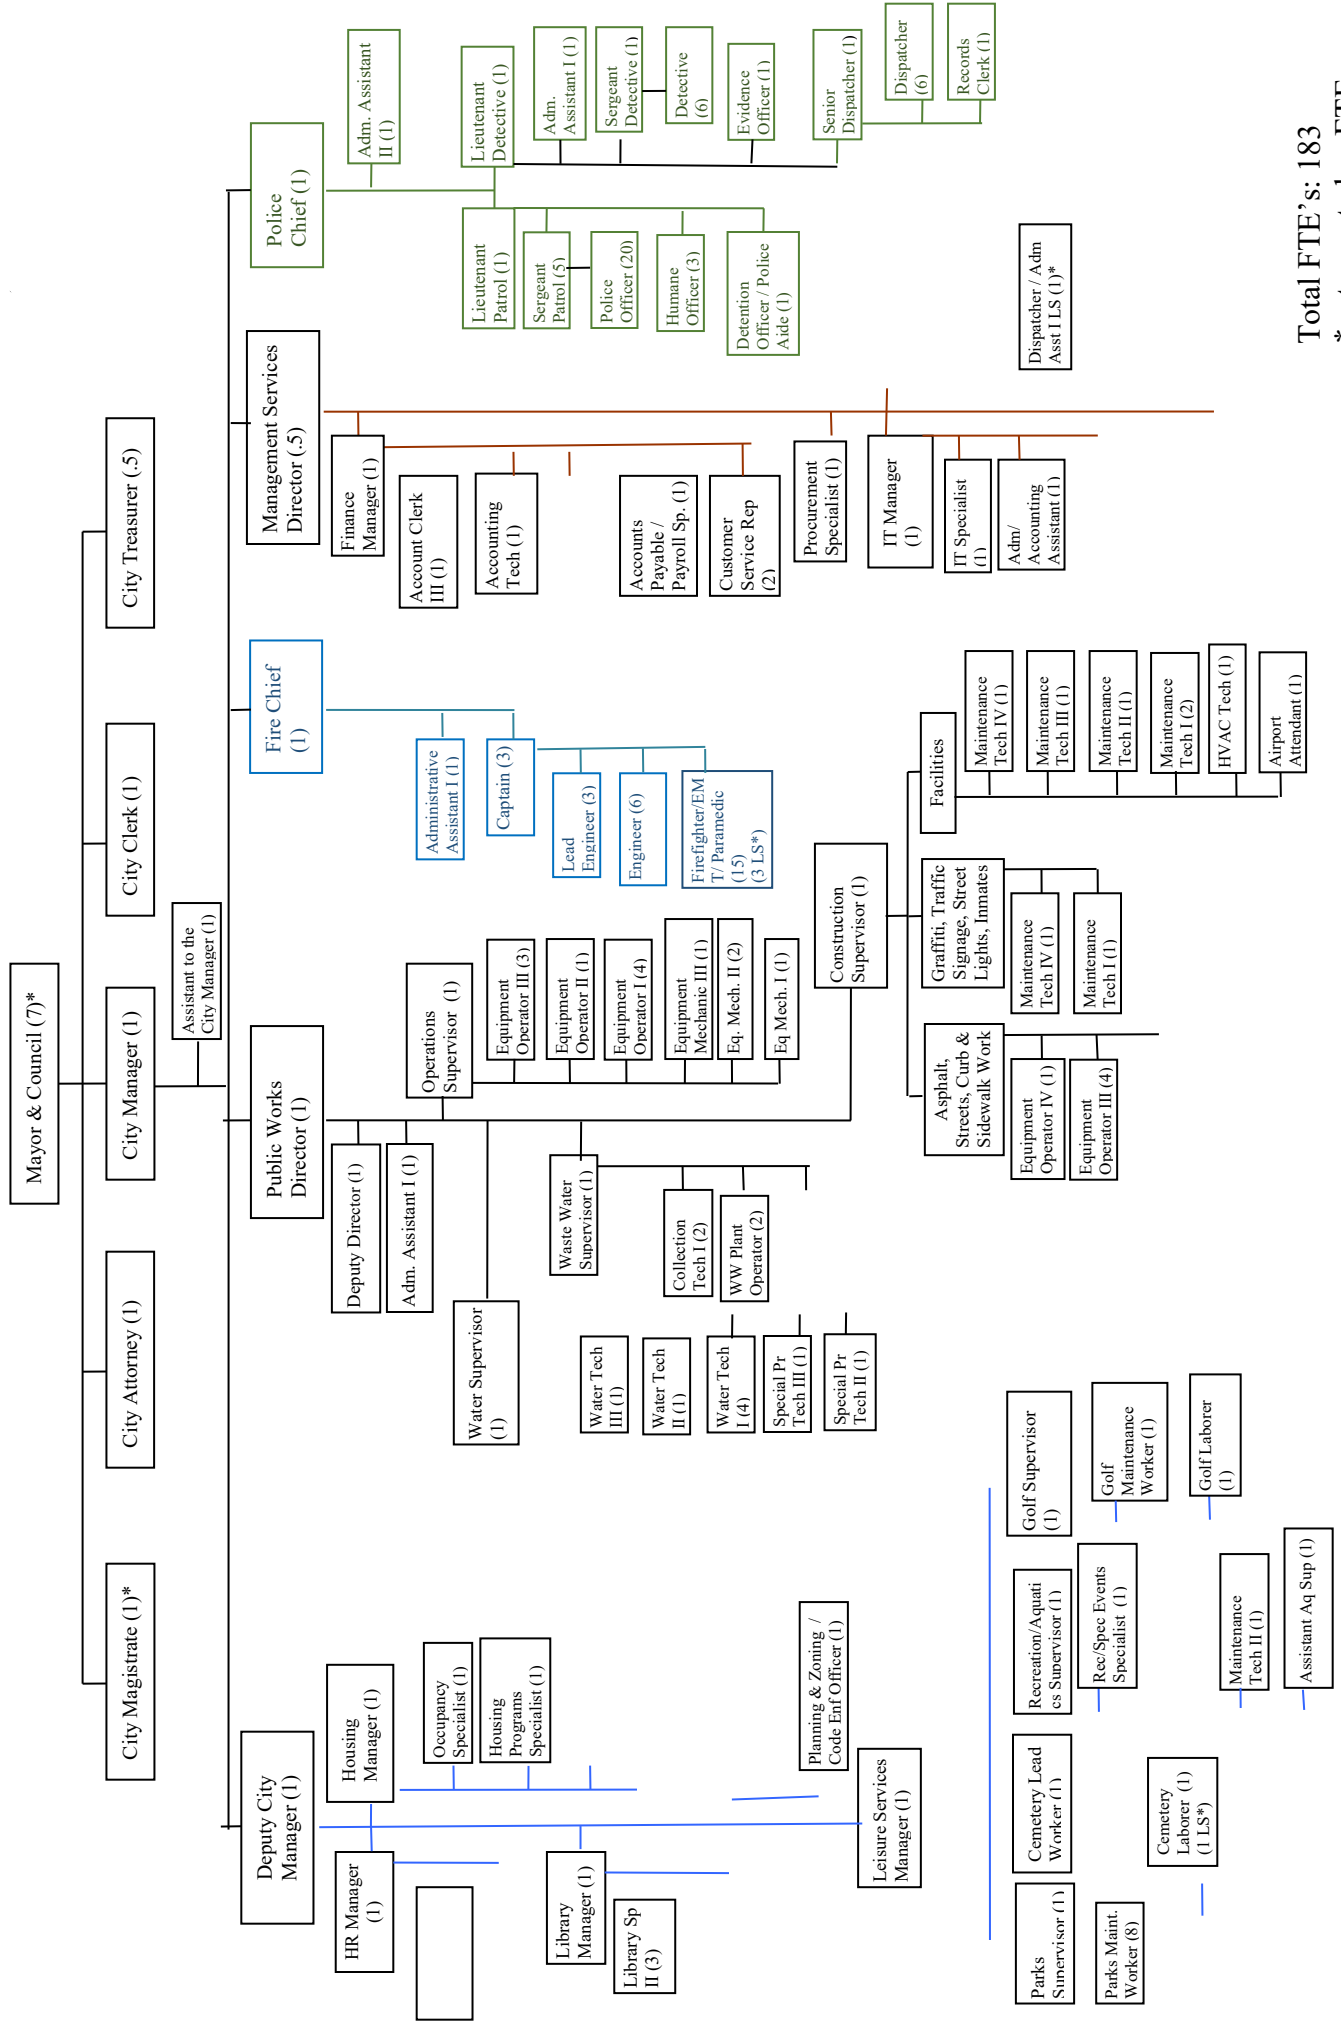 Mayor & Council (7)*
City Magistrate (1)*
City Attorney (1)
City Manager (1)
City Clerk (1)
City Treasurer (.5)
Assistant to the
City Manager (1)
Deputy City
Manager (1)
Public Works
Director (1)
Fire Chief
(1)
Management Services
Director (.5)
Police
Chief (1)
HR Manager
(1)
Housing
Manager (1)
Occupancy
Specialist (1)
Housing
Programs
Specialist (1)
Library
Manager (1)
Library Sp
II (3)
Planning & Zoning /
Code Enf Officer (1)
Leisure Services
Manager (1)
Parks
Supervisor (1)
Parks Maint.
Worker (8)
Cemetery Lead
Worker (1)
Cemetery
Laborer (1)
(1 LS*)
Recreation/Aquati
cs Supervisor (1)
Rec/Spec Events
Specialist (1)
Maintenance
Tech II (1)
Assistant Aq Sup (1)
Golf Supervisor
(1)
Golf
Maintenance
Worker (1)
Golf Laborer
(1)
Deputy Director (1)
Adm. Assistant I (1)
Water Supervisor
(1)
Water Tech
III (1)
Water Tech
II (1)
Water Tech
I (4)
Special Pr
Tech III (1)
Special Pr
Tech II (1)
Waste Water
Supervisor (1)
Collection
Tech I (2)
WW Plant
Operator (2)
Operations
Supervisor (1)
Equipment
Operator III (3)
Equipment
Operator II (1)
Equipment
Operator I (4)
Equipment
Mechanic III (1)
Eq. Mech. II (2)
Eq Mech. I (1)
Construction
Supervisor (1)
Asphalt,
Streets, Curb &
Sidewalk Work
Equipment
Operator IV (1)
Equipment
Operator III (4)
Graffiti, Traffic
Signage, Street
Lights, Inmates
Maintenance
Tech IV (1)
Maintenance
Tech I (1)
Facilities
Maintenance
Tech IV (1)
Maintenance
Tech III (1)
Maintenance
Tech II (1)
Maintenance
Tech I (2)
HVAC Tech (1)
Airport
Attendant (1)
Administrative
Assistant I (1)
Captain (3)
Lead
Engineer (3)
Engineer (6)
Firefighter/EM
T/ Paramedic
(15)
(3 LS*)
Finance
Manager (1)
Account Clerk
III (1)
Accounting
Tech (1)
Accounts
Payable /
Payroll Sp. (1)
Customer
Service Rep
(2)
Procurement
Specialist (1)
IT Manager
(1)
IT Specialist
(1)
Adm/
Accounting
Assistant (1)
Adm. Assistant
II (1)
Lieutenant
Patrol (1)
Sergeant
Patrol (5)
Police
Officer (20)
Humane
Officer (3)
Detention
Officer / Police
Aide (1)
Lieutenant
Detective (1)
Adm.
Assistant I (1)
Sergeant
Detective (1)
Detective
(6)
Evidence
Officer (1)
Senior
Dispatcher (1)
Dispatcher
(6)
Records
Clerk (1)
Dispatcher / Adm
Asst I LS (1)*
Total FTE's: 183